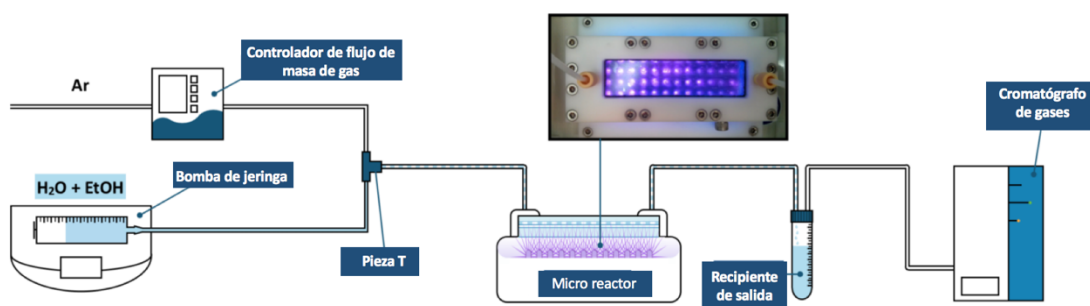 Ar
Controlador de flujo de
masa de gas
H₂O + EtOH
Bomba de jeringa
Pieza T
Micro reactor
Recipiente
de salida
Cromatógrafo
de gases